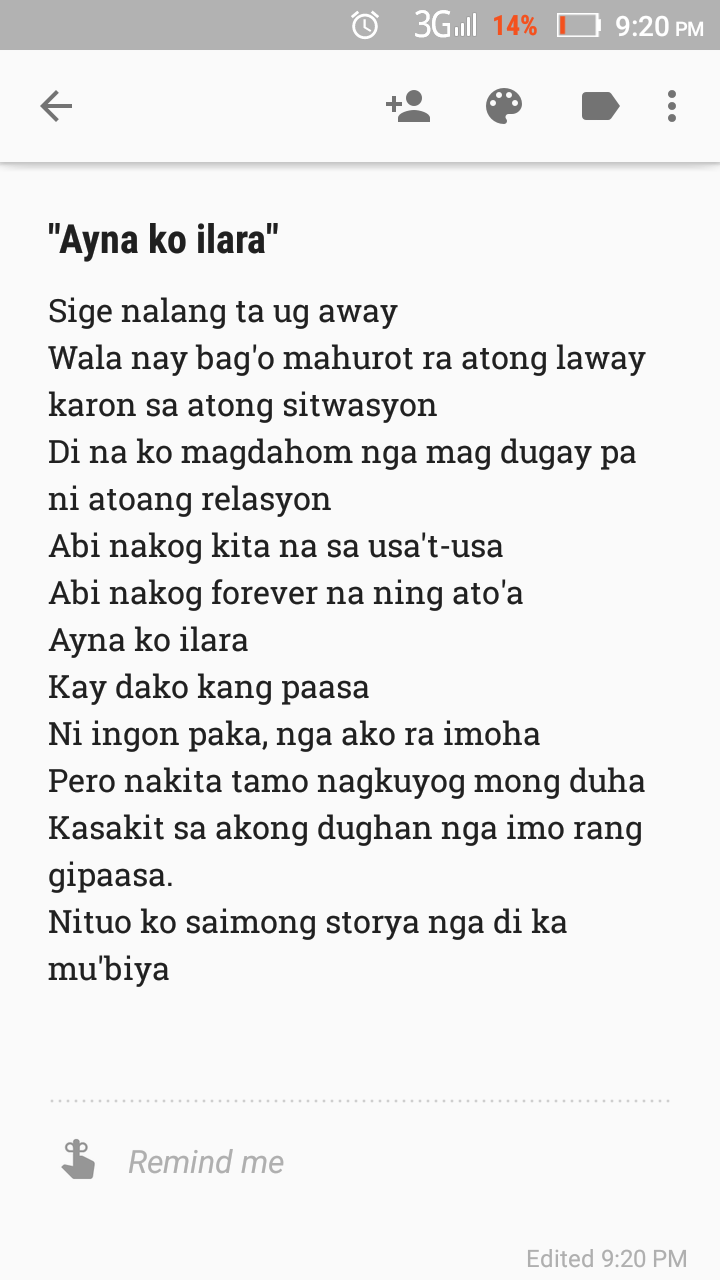 3G 14% 9:20 PM
"Ayna ko ilara"
Sige nalang ta ug away
Wala nay bag'o mahurot ra atong laway
karon sa atong sitwasyon
Di na ko magdahom nga mag dugay pa
ni atoang relasyon
Abi nakog kita na sa usa't-usa
Abi nakog forever na ning ato'a
Ayna ko ilara
Kay dako kang paasa
Ni ingon paka, nga ako ra imoha
Pero nakita tamo nagkuyog mong duha
Kasakit sa akong dughan nga imo rang
gipaasa.
Nituo ko saimong storya nga di ka
mu'biya
Remind me
Edited 9:20 PM